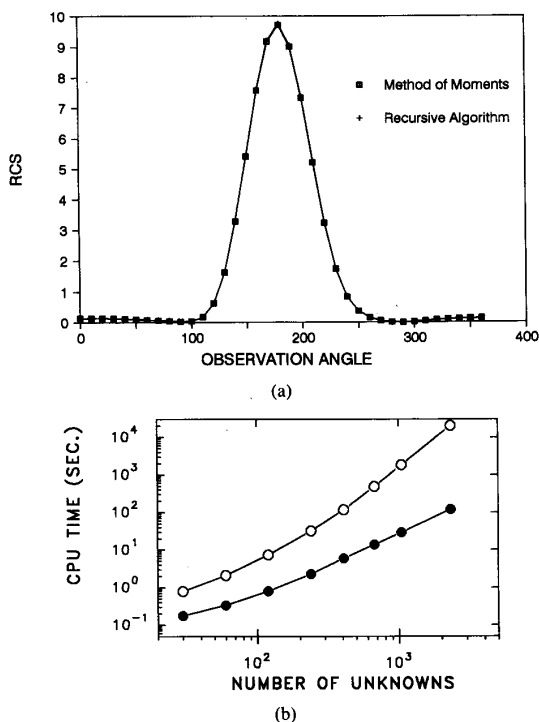 10
9
8
7
6
5
4
3
2
1
0
RCS
Method of Moments
Recursive Algorithm
0 100 200 300 400
OBSERVATION ANGLE
(a)
CPU TIME (SEC.)
10^4
10^3
10^2
10^1
10^0
10^-1
10^2 10^3
NUMBER OF UNKNOWNS
(b)